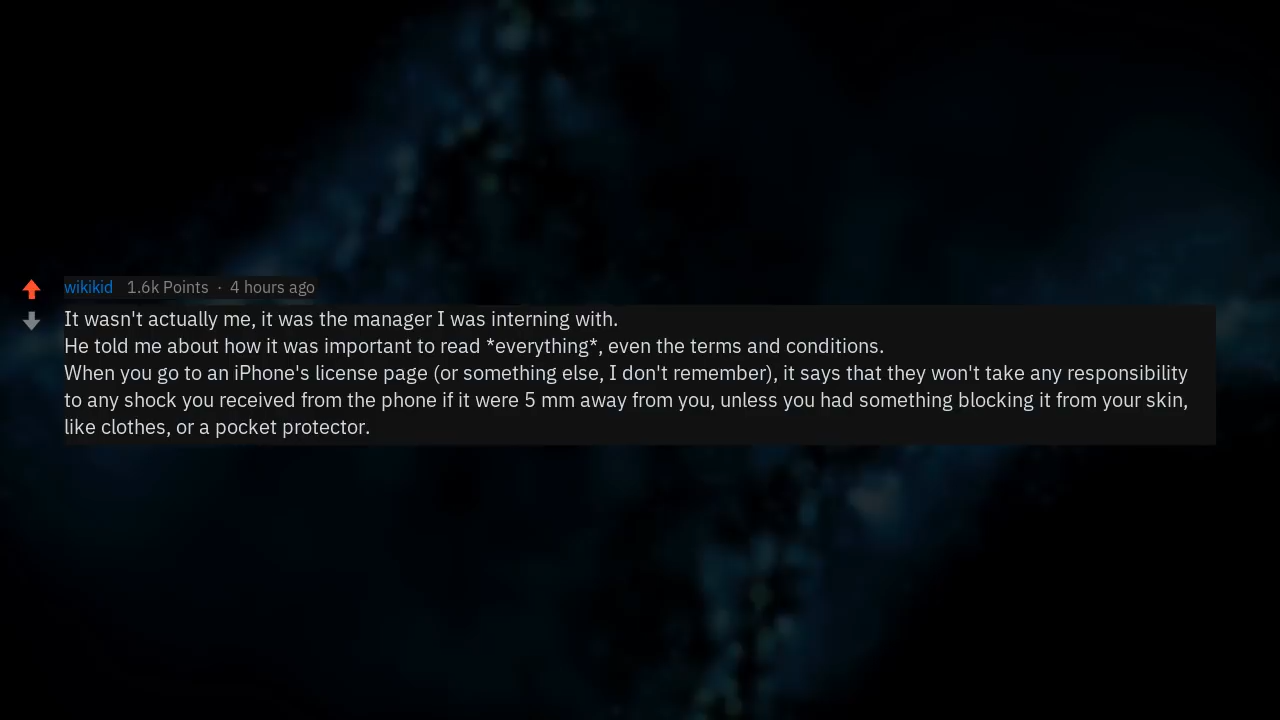 wikikid 1.6k Points · 4 hours ago
It wasn't actually me, it was the manager I was interning with.
He told me about how it was important to read *everything*, even the terms and conditions.
When you go to an iPhone's license page (or something else, I don't remember), it says that they won't take any responsibility
to any shock you received from the phone if it were 5 mm away from you, unless you had something blocking it from your skin,
like clothes, or a pocket protector.